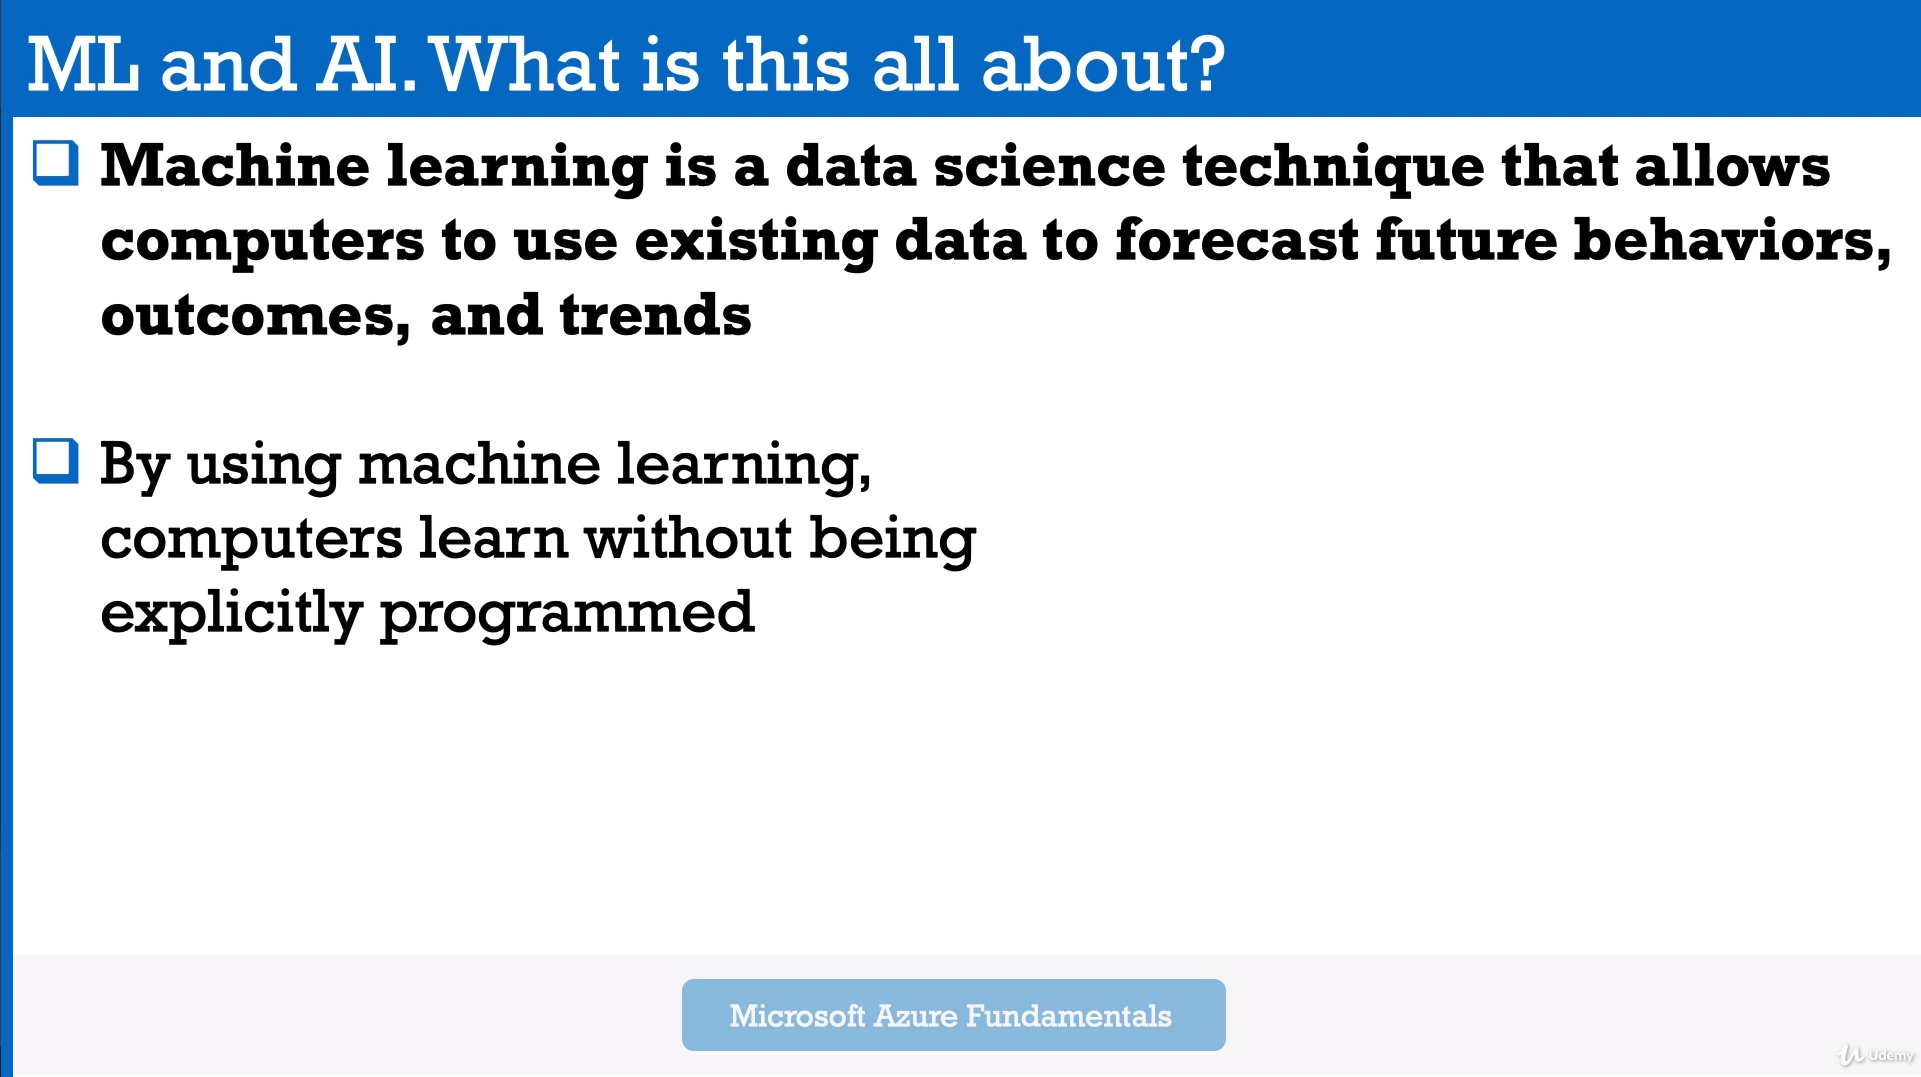 ML and AI. What is this all about?
Machine learning is a data science technique that allows
computers to use existing data to forecast future behaviors,
outcomes, and trends
By using machine learning,
computers learn without being
explicitly programmed
Microsoft Azure Fundamentals
Udemy